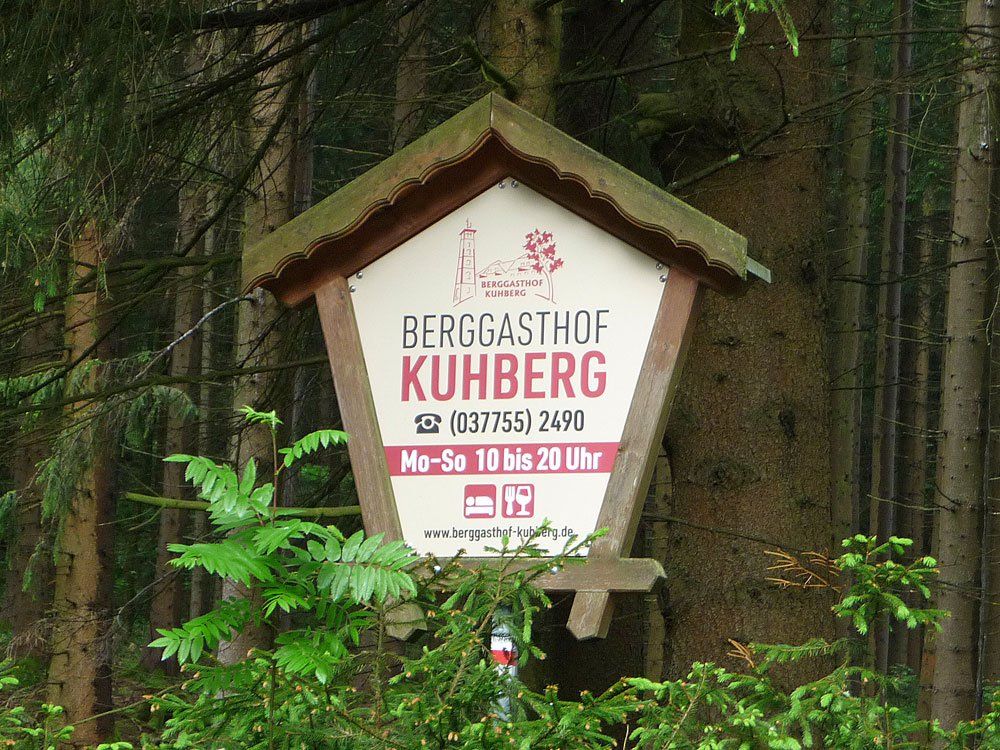 BERGGASTHOF
KUHBERG
BERGGASTHOF
KUHBERG
(037755) 2490
Mo-So 10 bis 20 Uhr
www.berggasthof-kuhberg.de